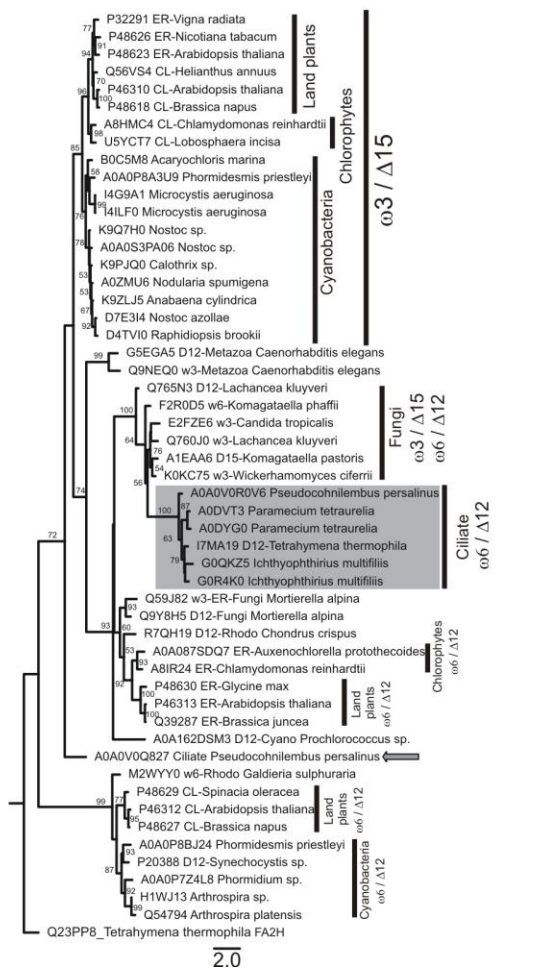 P32291 ER-Vigna radiata
P48626 ER-Nicotiana tabacum
P48623 ER-Arabidopsis thaliana
Q56VS4 CL-Helianthus annuus
P46310 CL-Arabidopsis thaliana
P48618 CL-Brassica napus
A8HMC4 CL-Chlamydomonas reinhardtii
U5YCT7 CL-Lobosphaera incisa
B0C5M8 Acaryochloris marina
A0A0P8A3U9 Phormidesmis priestleyi
I4G9A1 Microcystis aeruginosa
I4ILF0 Microcystis aeruginosa
K9Q7H0 Nostoc sp.
A0A0S3PA06 Nostoc sp.
K9PJQ0 Calothrix sp.
A0ZMU6 Nodularia spumigena
K9ZLJ5 Anabaena cylindrica
D7E3I4 Nostoc azollae
D4TVI0 Raphidiopsis brookii
G5EGA5 D12-Metazoa Caenorhabditis elegans
Q9NEQ0 w3-Metazoa Caenorhabditis elegans
Q765N3 D12-Lachancea kluyveri
F2R0D5 w6-Komagataella phaffii
E2FZE6 w3-Candida tropicalis
Q760J0 w3-Lachancea kluyveri
A1EAA6 D15-Komagataella pastoris
K0KC75 w3-Wickerhamomyces ciferrii
A0A0V0R0V6 Pseudocohnilembus persalinus
A0DVT3 Paramecium tetraurelia
A0DYG0 Paramecium tetraurelia
I7MA19 D12-Tetrahymena thermophila
G0QKZ5 Ichthyophthirius multifiliis
G0R4K0 Ichthyophthirius multifiliis
Q59J82 w3-ER-Fungi Mortierella alpina
Q9Y8H5 D12-Fungi Mortierella alpina
R7QH19 D12-Rhodo Chondrus crispus
A0A087SDQ7 ER-Auxenochlorella protothecoides
A8IR24 ER-Chlamydomonas reinhardtii
P48630 ER-Glycine max
P46313 ER-Arabidopsis thaliana
Q39287 ER-Brassica juncea
A0A162DSM3 D12-Cyano Prochlorococcus sp.
A0A0V0Q827 Ciliate Pseudocohnilembus persalinus
M2WYY0 w6-Rhodo Galdieria sulphuraria
P48629 CL-Spinacia oleracea
P46312 CL-Arabidopsis thaliana
P48627 CL-Brassica napus
A0A0P8BJ24 Phormidesmis priestleyi
P20388 D12-Synechocystis sp.
A0A0P7Z4L8 Phormidium sp.
H1WJ13 Arthrospira sp.
Q54794 Arthrospira platensis
Q23PP8_Tetrahymena thermophila FA2H
2.0
Land plants
Chlorophytes
Cyanobacteria
ω3 / Δ15
Fungi
ω3 / Δ15
ω6 / Δ12
Ciliate
ω6 / Δ12
Chlorophytes
ω6 / Δ12
Land
plants
ω6 / Δ12
Land
plants
ω6 / Δ12
Cyanobacteria
ω6 / Δ12
77
91
94
70
100
96
98
85
58
99
76
78
53
53
67
92
99
100
64
76
54
56
74
100
87
63
79
72
93
93
60
53
93
92
100
100
99
77
95
93
87
92
99